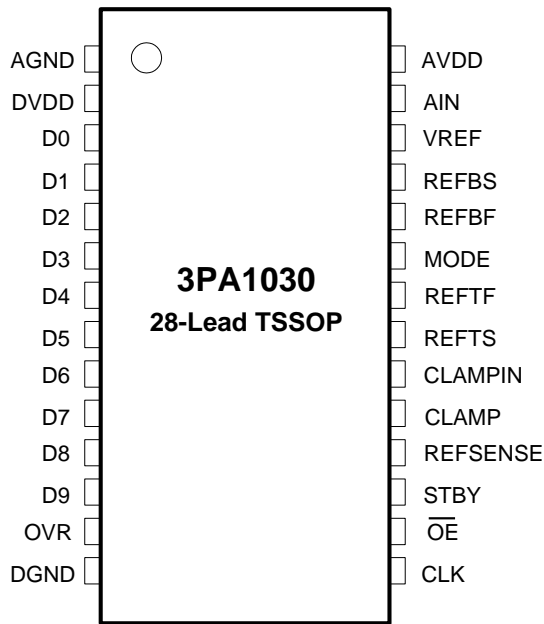 AGND
DVDD
D0
D1
D2
D3
D4
D5
D6
D7
D8
D9
OVR
DGND
3PA1030
28-Lead TSSOP
AVDD
AIN
VREF
REFBS
REFBF
MODE
REFTF
REFTS
CLAMPIN
CLAMP
REFSENSE
STBY
O̅E̅
CLK